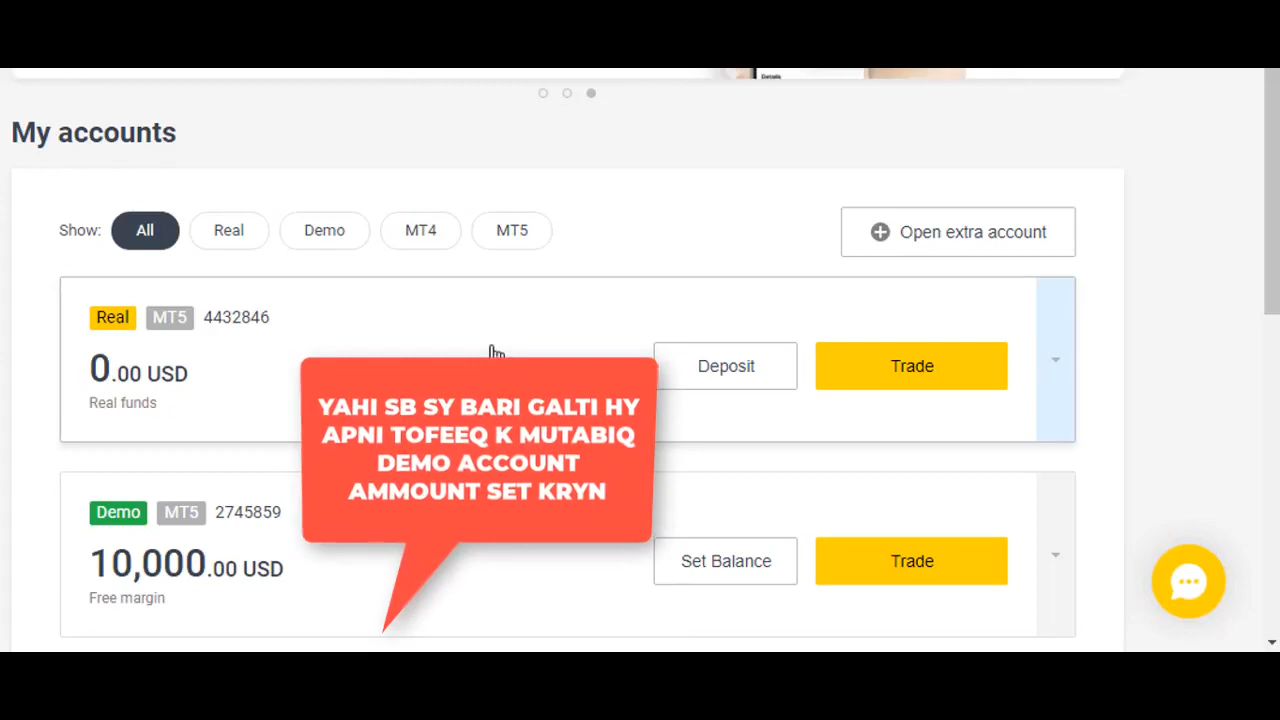 Details
My accounts
Show: All Real Demo MT4 MT5 Open extra account
Real MT5 4432846
0.00 USD
Real funds
Deposit Trade
YAHI SB SY BARI GALTI HY
APNI TOFEEQ K MUTABIQ
DEMO ACCOUNT
AMMOUNT SET KRYN
Demo MT5 2745859
10,000.00 USD
Free margin
Set Balance Trade